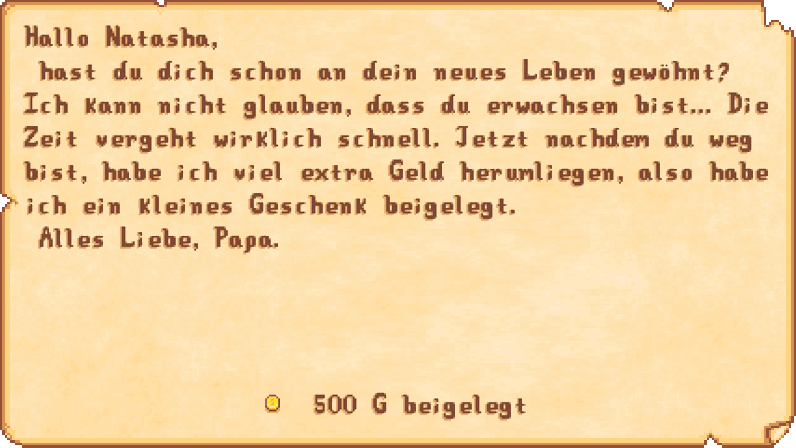 Hallo Natasha,
hast du dich schon an dein neues Leben gewöhnt?
Ich kann nicht glauben, dass du erwachsen bist... Die
Zeit vergeht wirklich schnell. Jetzt nachdem du weg
bist, habe ich viel extra Geld herumliegen, also habe
ich ein kleines Geschenk beigelegt.
Alles Liebe, Papa.
500 G beigelegt